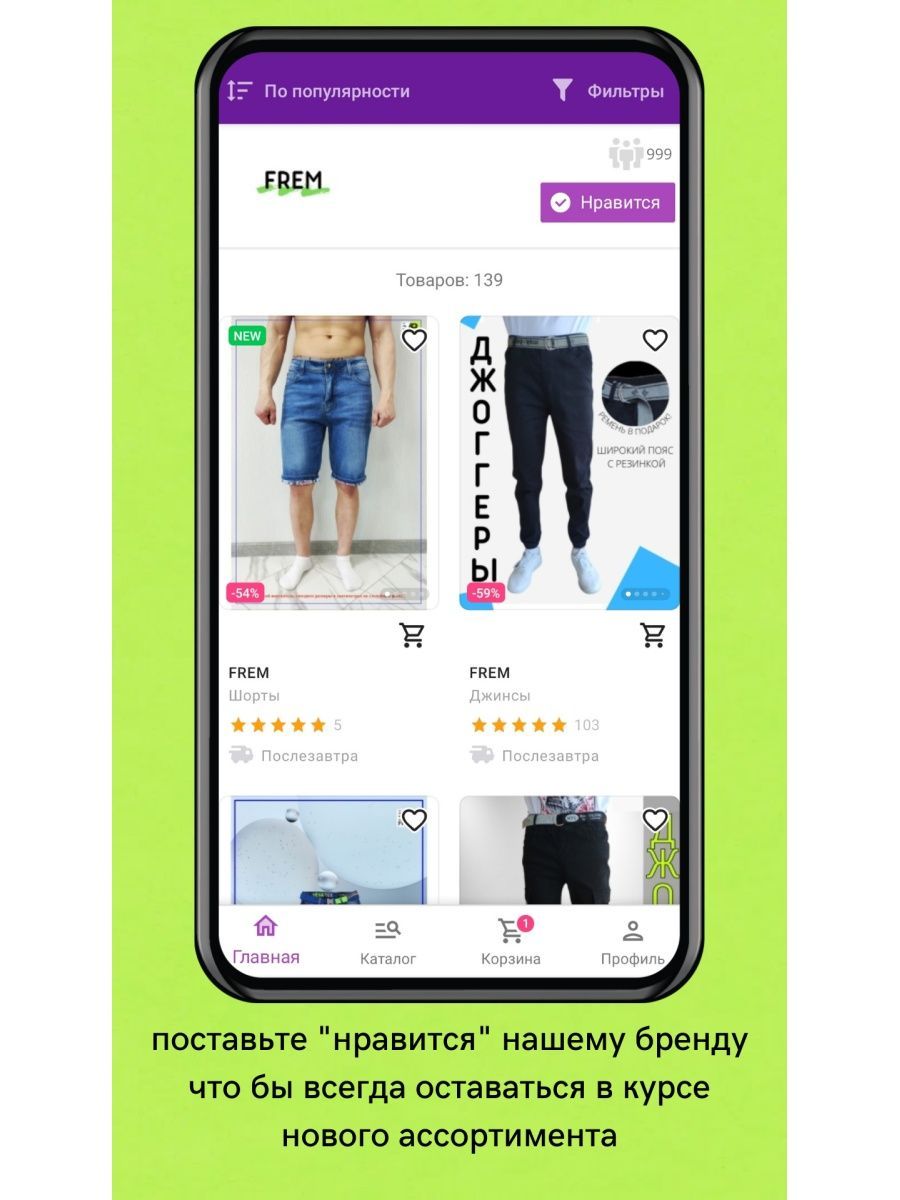 По популярности
Фильтры
999
FREM
Нравится
Товаров: 139
NEW
ДЖОГГЕРЫ
РЕМЕНЬ В ПОДАРОК!
ШИРОКИЙ ПОЯС
С РЕЗИНКОЙ
-54%
-59%
FREM
Шорты
5
Послезавтра
FREM
Джинсы
103
Послезавтра
ДЖО
Главная
Каталог
1
Корзина
Профиль
поставьте "нравится" нашему бренду
что бы всегда оставаться в курсе
нового ассортимента